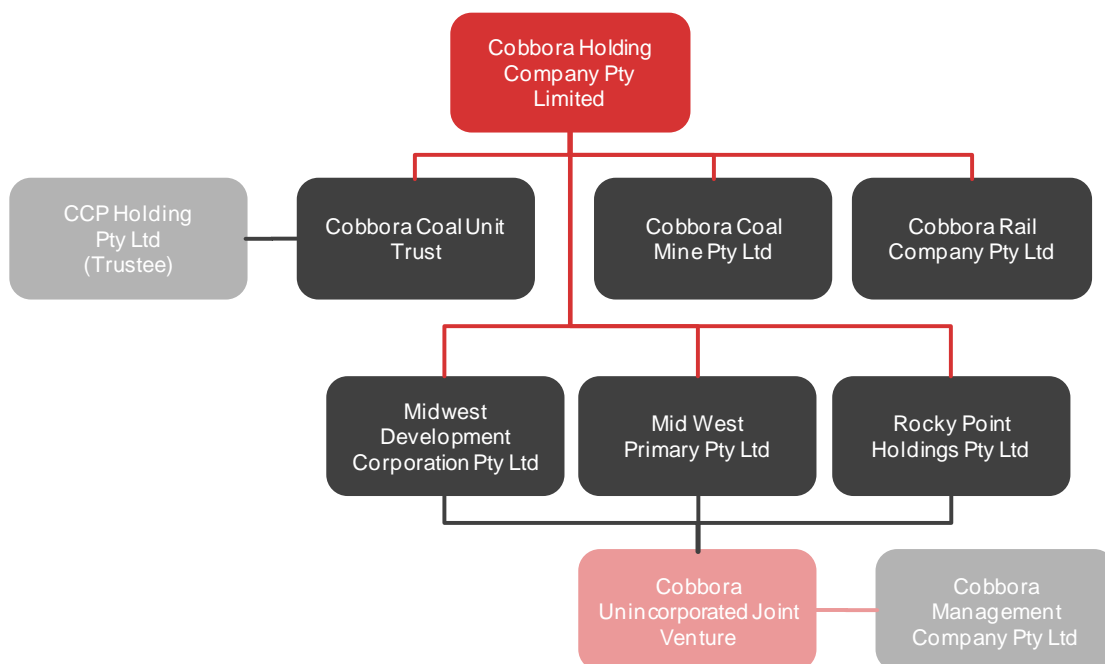 Cobbora Holding
Company Pty
Limited
CCP Holding
Pty Ltd
(Trustee)
Cobbora Coal Unit
Trust
Cobbora Coal
Mine Pty Ltd
Cobbora Rail
Company Pty Ltd
Midwest
Development
Corporation Pty Ltd
Mid West
Primary Pty Ltd
Rocky Point
Holdings Pty Ltd
Cobbora
Unincorporated Joint
Venture
Cobbora
Management
Company Pty Ltd